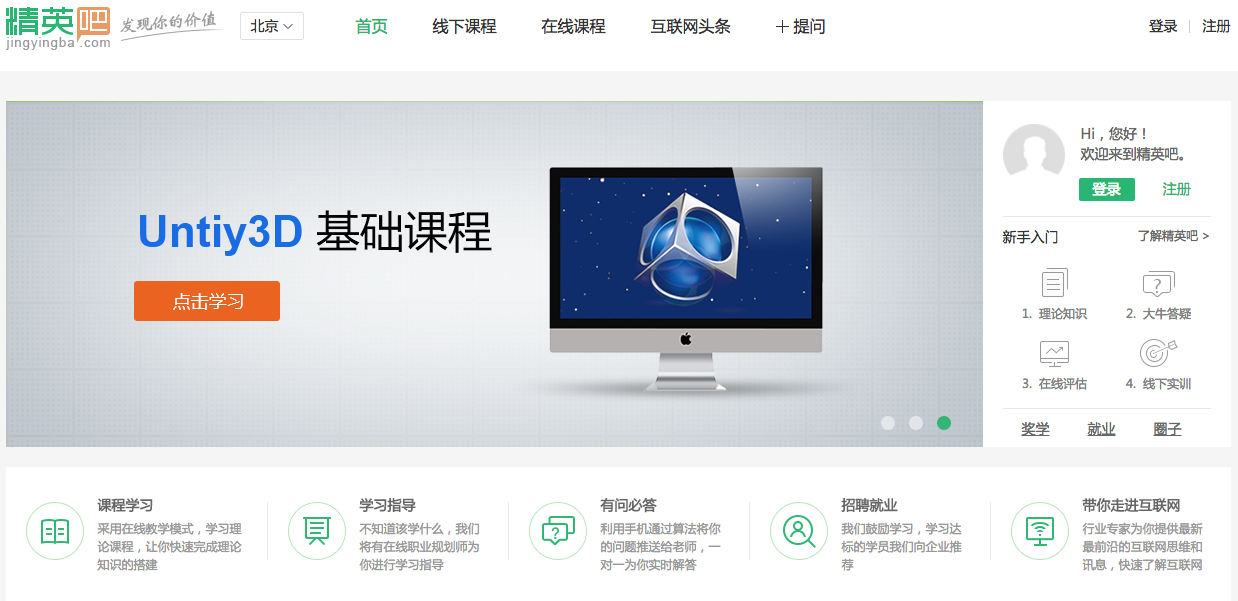 精英吧
jingyingba.com
发现你的价值
北京
首页
线下课程
在线课程
互联网头条
＋提问
登录
注册
Untiy3D 基础课程
点击学习
Hi，您好！
欢迎来到精英吧。
登录
注册
新手入门
了解精英吧 >
1. 理论知识
2. 大牛答疑
3. 在线评估
4. 线下实训
奖学
就业
圈子
课程学习
采用在线教学模式，学习理
论课程，让你快速完成理论
知识的搭建
学习指导
不知道该学什么，我们
将有在线职业规划师为
你进行学习指导
有问必答
利用手机通过算法将你
的问题推送给老师，一
对一为你实时解答
招聘就业
我们鼓励学习，学习达
标的学员我们向企业推
荐
带你走进互联网
行业专家为你提供最新
最前沿的互联网思维和
讯息，快速了解互联网